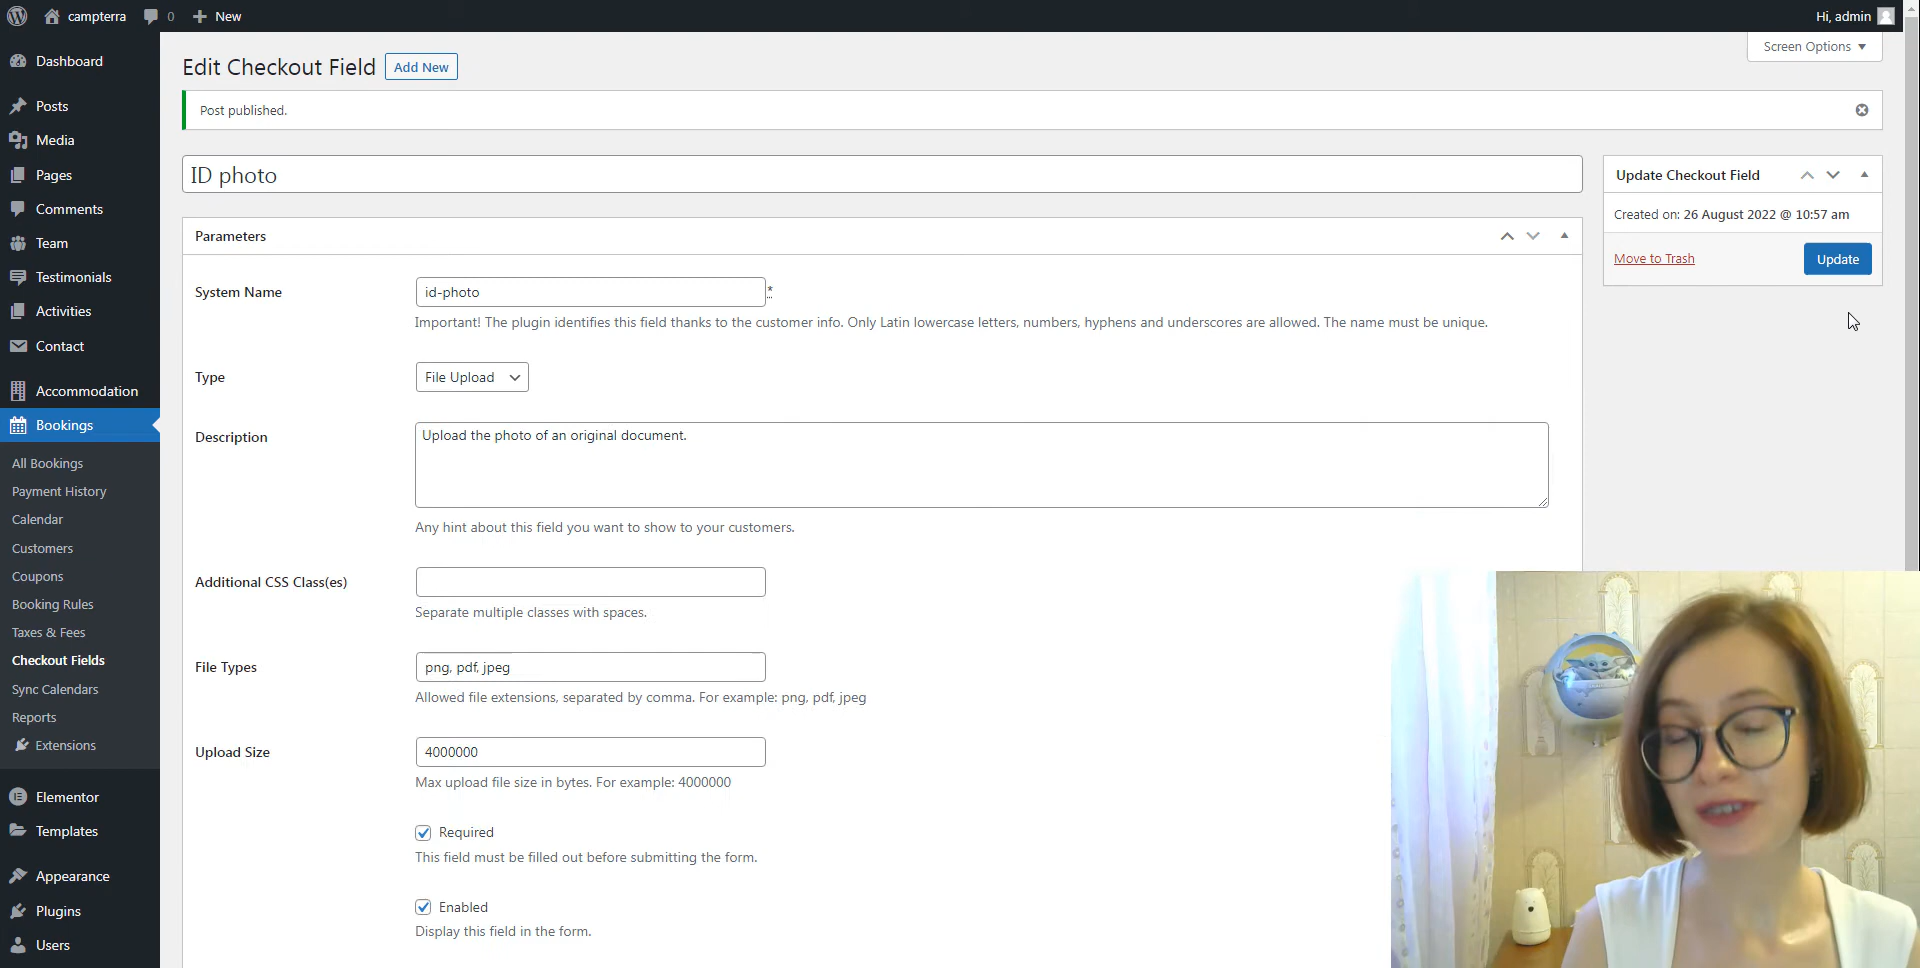 campterra
0
New
Hi, admin
Dashboard
Posts
Media
Pages
Comments
Team
Testimonials
Activities
Contact
Accommodation
Bookings
All Bookings
Payment History
Calendar
Customers
Coupons
Booking Rules
Taxes & Fees
Checkout Fields
Sync Calendars
Reports
Extensions
Elementor
Templates
Appearance
Plugins
Users
Screen Options
Edit Checkout Field
Add New
Post published.
ID photo
Parameters
System Name
id-photo
*
Important! The plugin identifies this field thanks to the customer info. Only Latin lowercase letters, numbers, hyphens and underscores are allowed. The name must be unique.
Type
File Upload
Description
Upload the photo of an original document.
Any hint about this field you want to show to your customers.
Additional CSS Class(es)
Separate multiple classes with spaces.
File Types
png, pdf, jpeg
Allowed file extensions, separated by comma. For example: png, pdf, jpeg
Upload Size
4000000
Max upload file size in bytes. For example: 4000000
Required
This field must be filled out before submitting the form.
Enabled
Display this field in the form.
Update Checkout Field
Created on: 26 August 2022 @ 10:57 am
Move to Trash
Update